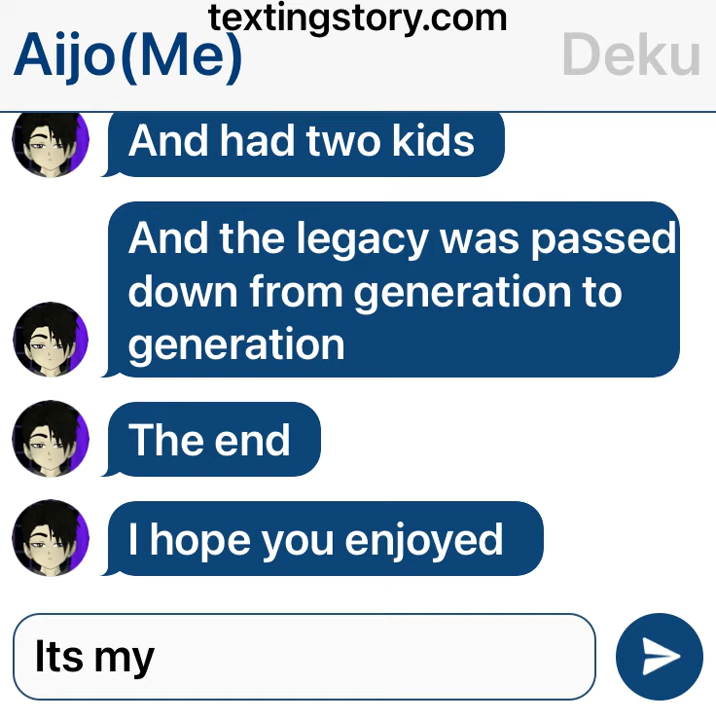 textingstory.com
Aijo(Me)
Deku
And had two kids
And the legacy was passed
down from generation to
generation
The end
I hope you enjoyed
Its my